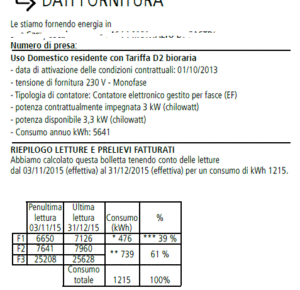 DATI FORNITURA
Le stiamo fornendo energia in
Numero di presa:
Uso Domestico residente con Tariffa D2 bioraria
- data di attivazione delle condizioni contrattuali: 01/10/2013
- tensione di fornitura 230 V - Monofase
- Tipologia di contatore: Contatore elettronico gestito per fasce (EF)
- potenza contrattualmente impegnata 3 kW (chilowatt)
- potenza disponibile 3,3 kW (chilowatt)
- Consumo annuo kWh: 5641
RIEPILOGO LETTURE E PRELIEVI FATTURATI
Abbiamo calcolato questa bolletta tenendo conto delle letture
dal 03/11/2015 (effettiva) al 31/12/2015 (effettiva) per un consumo di kWh 1215.
Penultima Ultima
lettura lettura Consumo %
03/11/15 31/12/15 (kWh)
F1 6650 7126 * 476 *** 39 %
F2 7641 7960 ** 739 61 %
F3 25208 25628
Consumo
totale 1215 100%